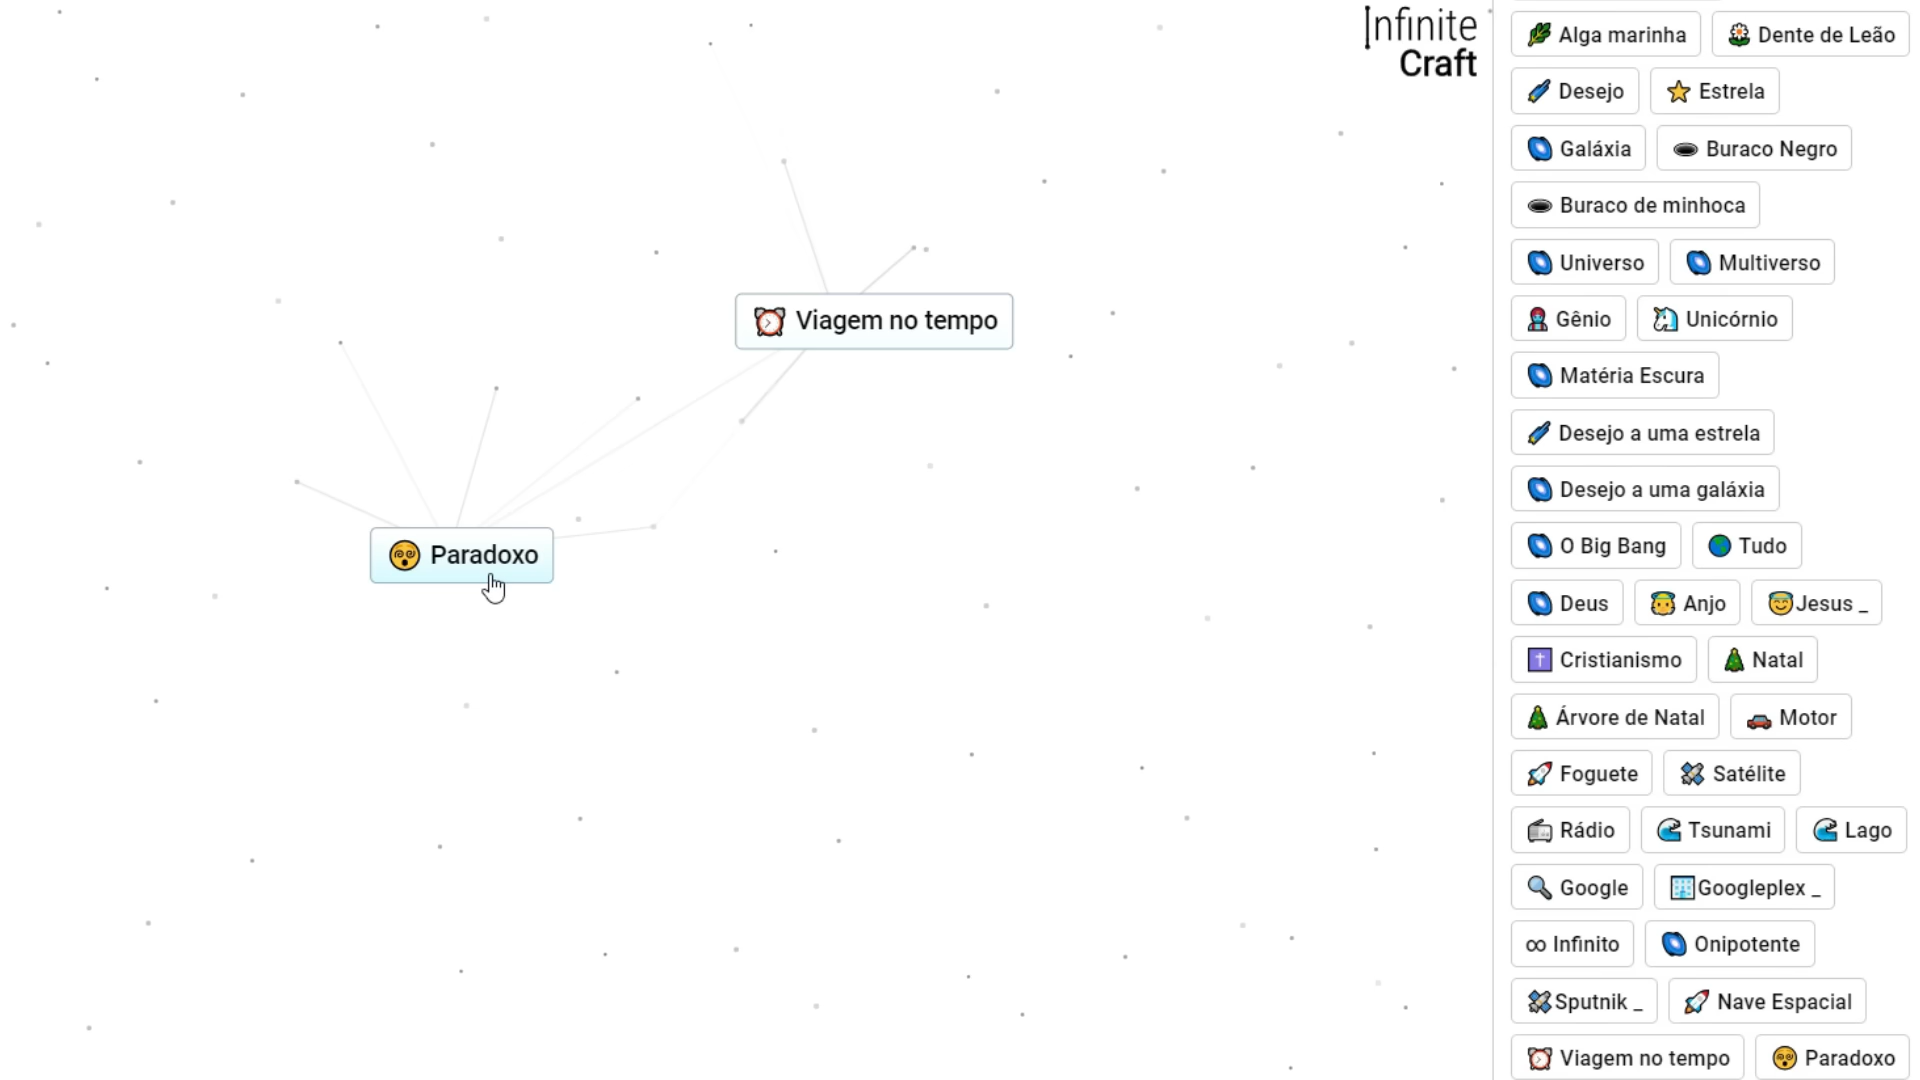 Infinite
Craft
Viagem no tempo
Paradoxo
Alga marinha Dente de Leão
Desejo Estrela
Galáxia Buraco Negro
Buraco de minhoca
Universo Multiverso
Gênio Unicórnio
Matéria Escura
Desejo a uma estrela
Desejo a uma galáxia
O Big Bang Tudo
Deus Anjo Jesus _
Cristianismo Natal
Árvore de Natal Motor
Foguete Satélite
Rádio Tsunami Lago
Google Googleplex _
∞ Infinito Onipotente
Sputnik _ Nave Espacial
Viagem no tempo Paradoxo